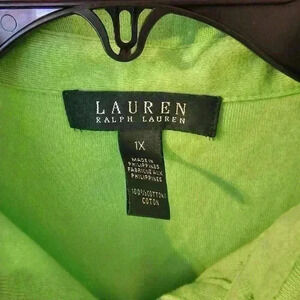 LAUREN
RALPH LAUREN
1X
MADE IN
PHILIPPINES
FABRIQUE AUX
PHILIPPINES
100% COTTON
COTON